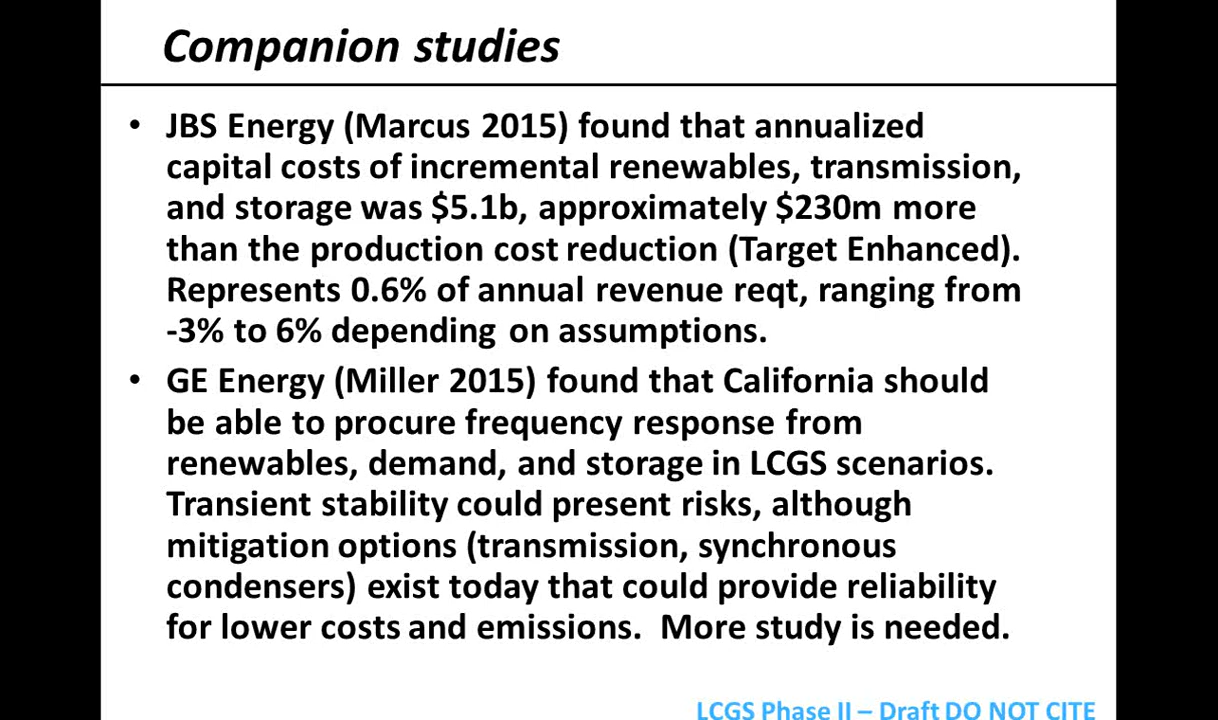 Companion studies
• JBS Energy (Marcus 2015) found that annualized
capital costs of incremental renewables, transmission,
and storage was $5.1b, approximately $230m more
than the production cost reduction (Target Enhanced).
Represents 0.6% of annual revenue reqt, ranging from
-3% to 6% depending on assumptions.
• GE Energy (Miller 2015) found that California should
be able to procure frequency response from
renewables, demand, and storage in LCGS scenarios.
Transient stability could present risks, although
mitigation options (transmission, synchronous
condensers) exist today that could provide reliability
for lower costs and emissions.  More study is needed.
LCGS Phase II – Draft DO NOT CITE